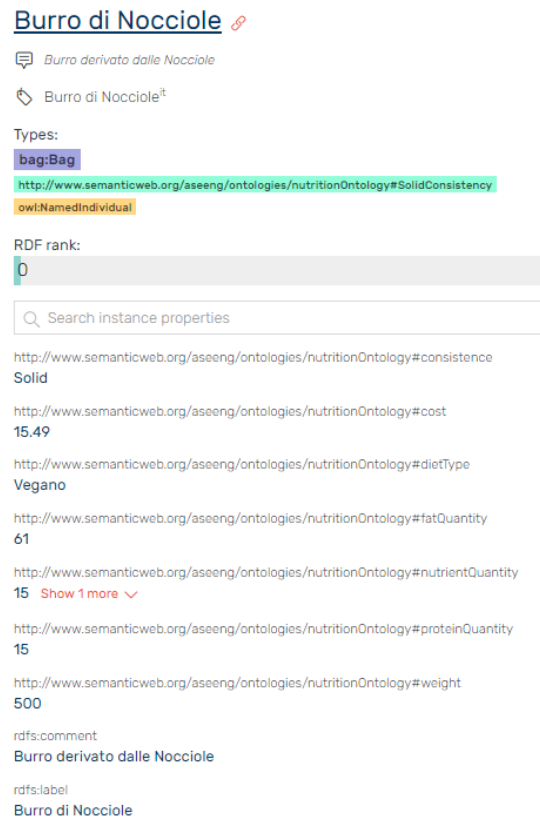 Burro di Nocciole
Burro derivato dalle Nocciole
Burro di Noccioleit
Types:
bag:Bag
http://www.semanticweb.org/aseeng/ontologies/nutritionOntology#SolidConsistency
owl:NamedIndividual
RDF rank:
0
Search instance properties
http://www.semanticweb.org/aseeng/ontologies/nutritionOntology#consistence
Solid
http://www.semanticweb.org/aseeng/ontologies/nutritionOntology#cost
15.49
http://www.semanticweb.org/aseeng/ontologies/nutritionOntology#dietType
Vegano
http://www.semanticweb.org/aseeng/ontologies/nutritionOntology#fatQuantity
61
http://www.semanticweb.org/aseeng/ontologies/nutritionOntology#nutrientQuantity
15 Show 1 more
http://www.semanticweb.org/aseeng/ontologies/nutritionOntology#proteinQuantity
15
http://www.semanticweb.org/aseeng/ontologies/nutritionOntology#weight
500
rdfs:comment
Burro derivato dalle Nocciole
rdfs:label
Burro di Nocciole